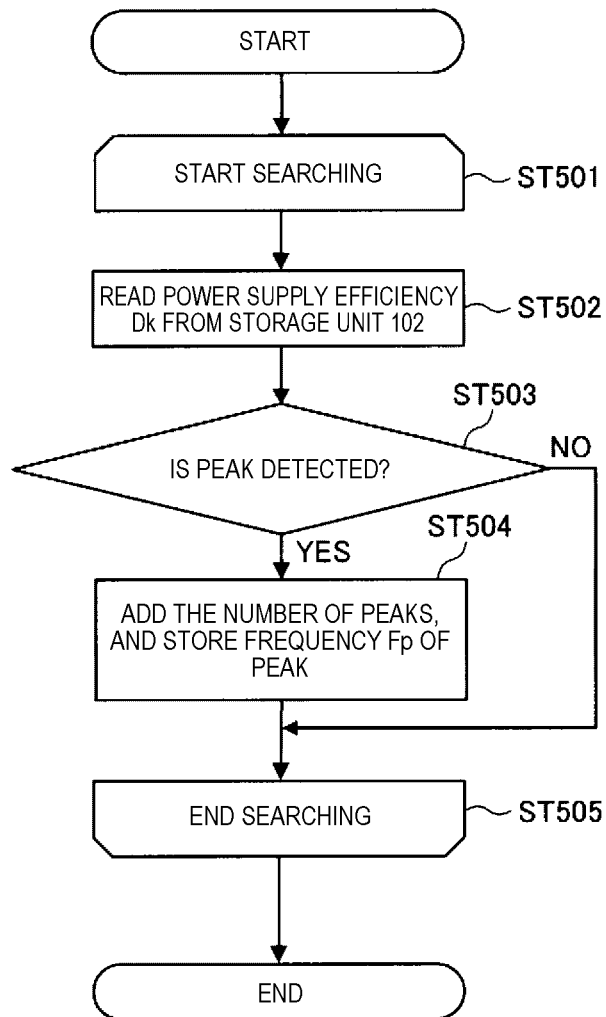 START
START SEARCHING
ST501
READ POWER SUPPLY EFFICIENCY
Dk FROM STORAGE UNIT 102
ST502
ST503
IS PEAK DETECTED?
NO
YES
ST504
ADD THE NUMBER OF PEAKS,
AND STORE FREQUENCY Fp OF
PEAK
END SEARCHING
ST505
END